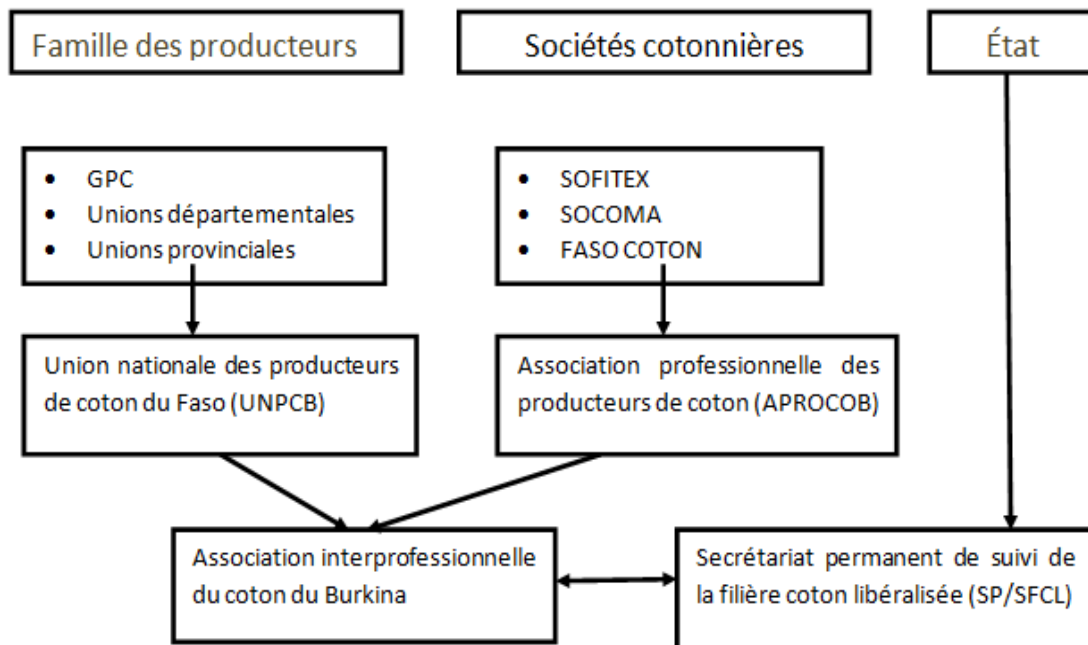 Famille des producteurs
Sociétés cotonnières
État
• GPC
• Unions départementales
• Unions provinciales
• SOFITEX
• SOCOMA
• FASO COTON
Union nationale des producteurs
de coton du Faso (UNPCB)
Association professionnelle des
producteurs de coton (APROCOB)
Association interprofessionnelle
du coton du Burkina
Secrétariat permanent de suivi de
la filière coton libéralisée (SP/SFCL)